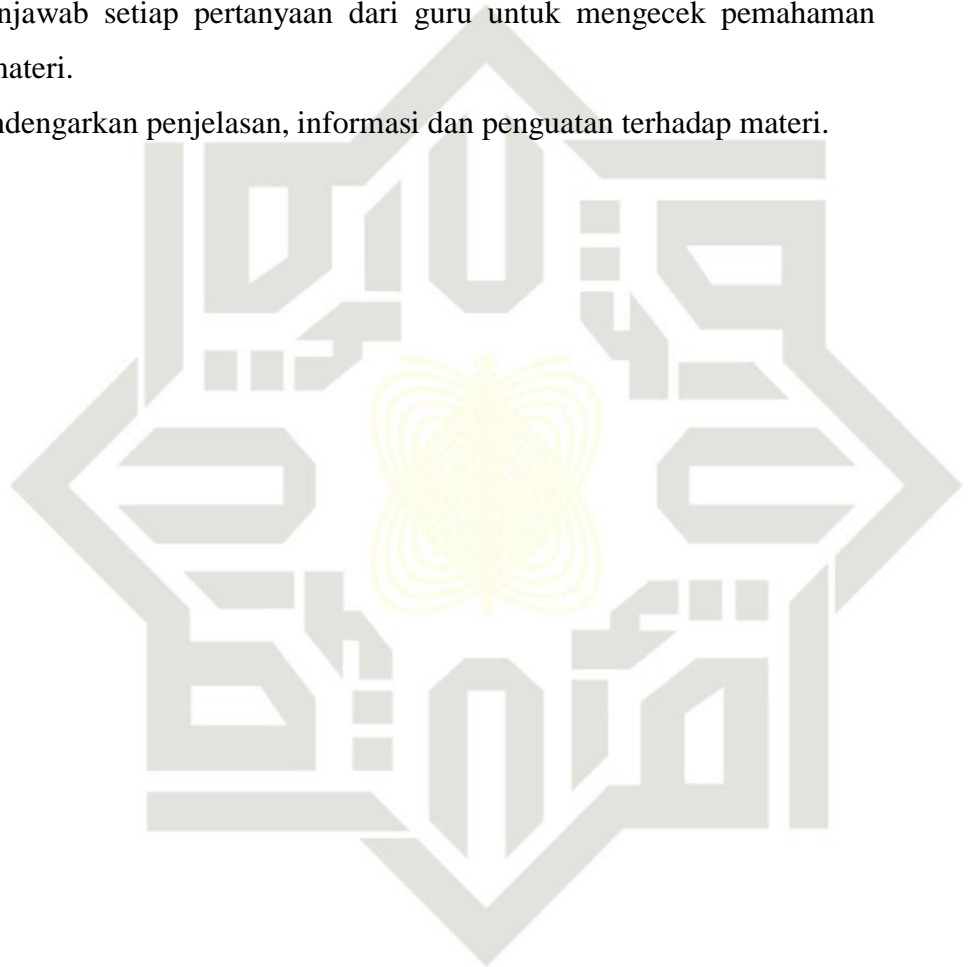 njawab setiap pertanyaan dari guru untuk mengecek pemahaman
nateri.
ndengarkan penjelasan, informasi dan penguatan terhadap materi.